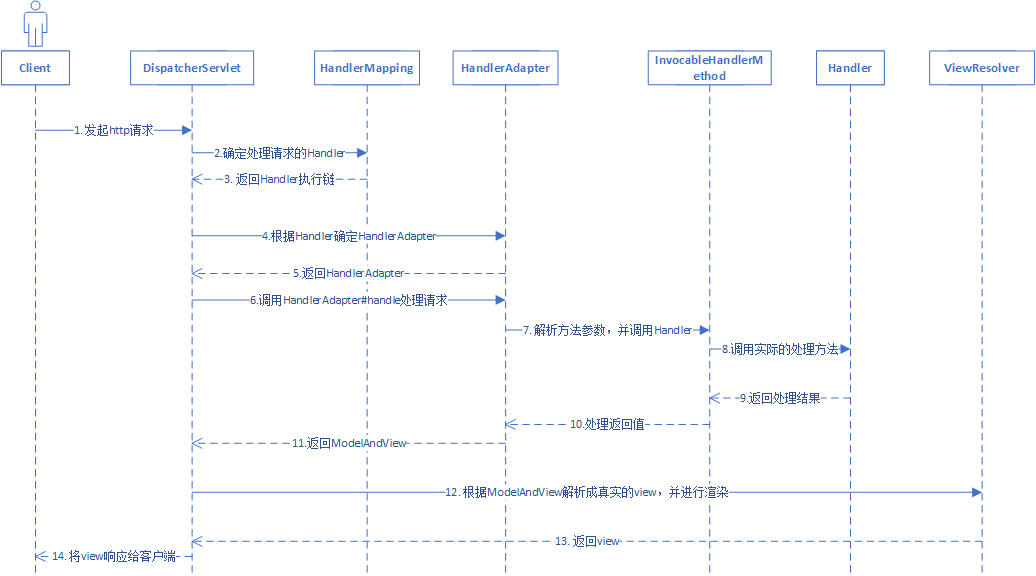 Client
DispatcherServlet
HandlerMapping
HandlerAdapter
InvocableHandlerM
ethod
Handler
ViewResolver
1. 发起http请求
2.确定处理请求的Handler
3. 返回Handler执行链
4.根据Handler确定HandlerAdapter
5.返回HandlerAdapter
6.调用HandlerAdapter#handle处理请求
7. 解析方法参数，并调用Handler
8.调用实际的处理方法
9.返回处理结果
10.处理返回值
11.返回ModelAndView
12. 根据ModelAndView解析成真实的view，并进行渲染
13. 返回view
14. 将view响应给客户端